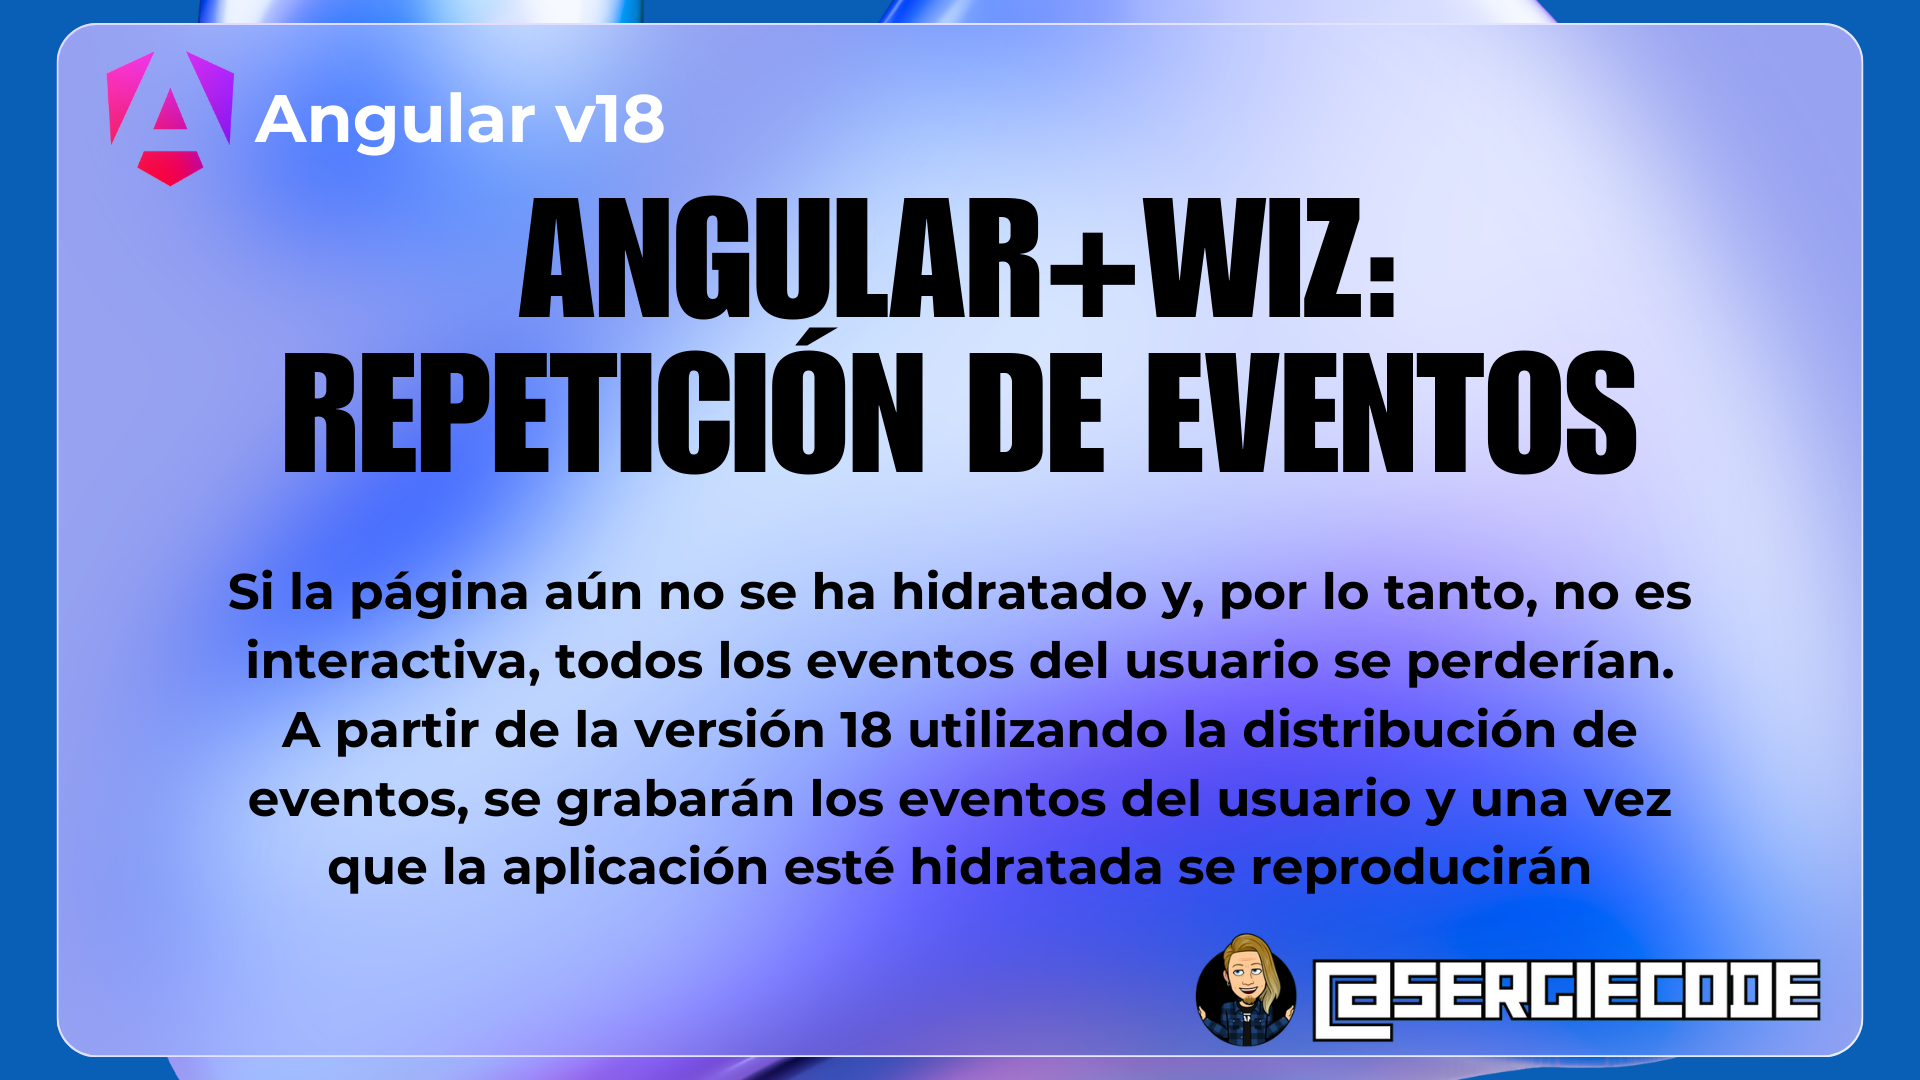 Angular v18
ANGULAR+WIZ:
REPETICIÓN DE EVENTOS
Si la página aún no se ha hidratado y, por lo tanto, no es
interactiva, todos los eventos del usuario se perderían.
A partir de la versión 18 utilizando la distribución de
eventos, se grabarán los eventos del usuario y una vez
que la aplicación esté hidratada se reproducirán
@SERGIECODE